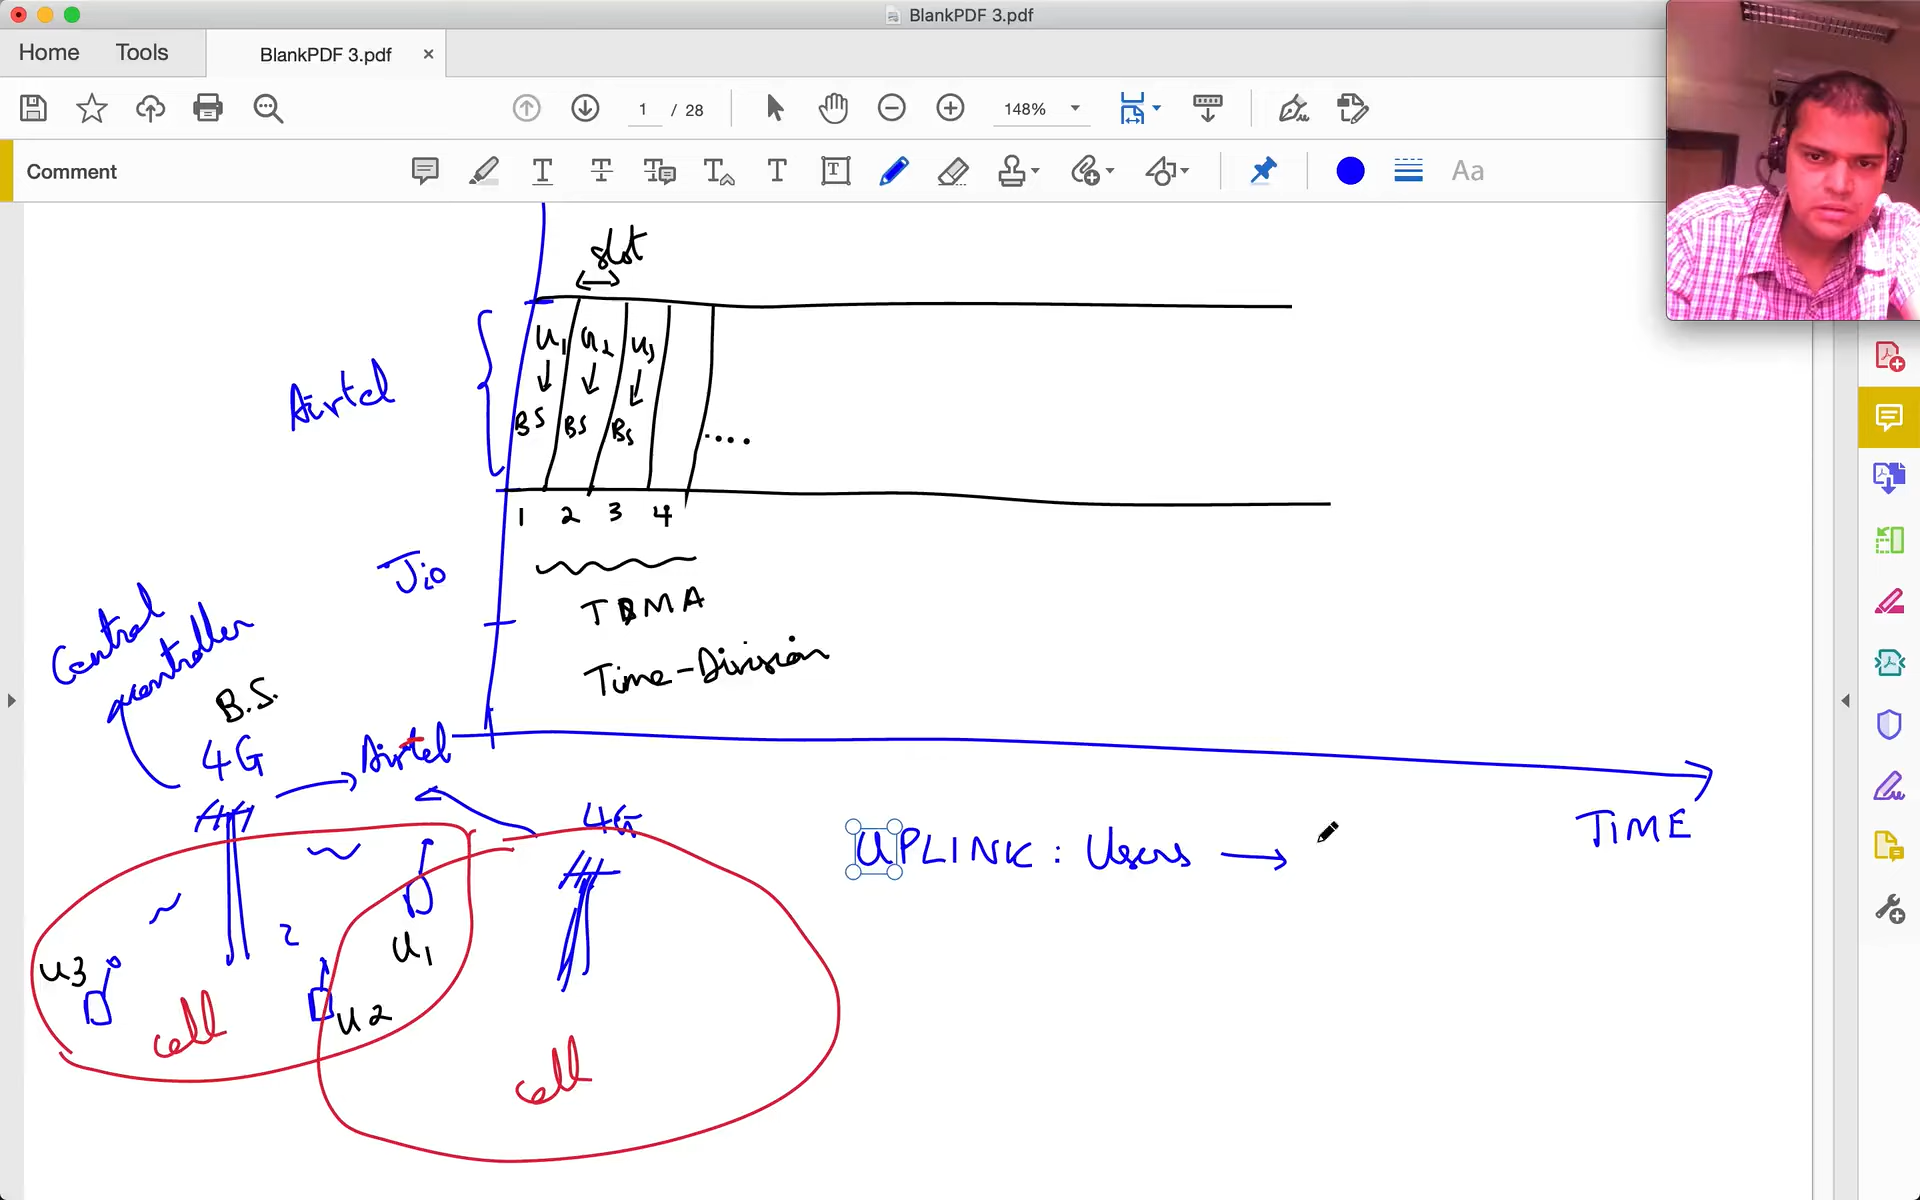 BlankPDF 3.pdf
Home Tools BlankPDF 3.pdf ×
1 / 28 148%
Comment Aa
slot
U1 U2 U3
Airtel
BS BS BS ....
1 2 3 4
Jio
TDMA
Time-Division
Central
controller
B.S.
4G
Airtel
TIME
4G
UPLINK : Users →
U1
U3
U2
cell
cell